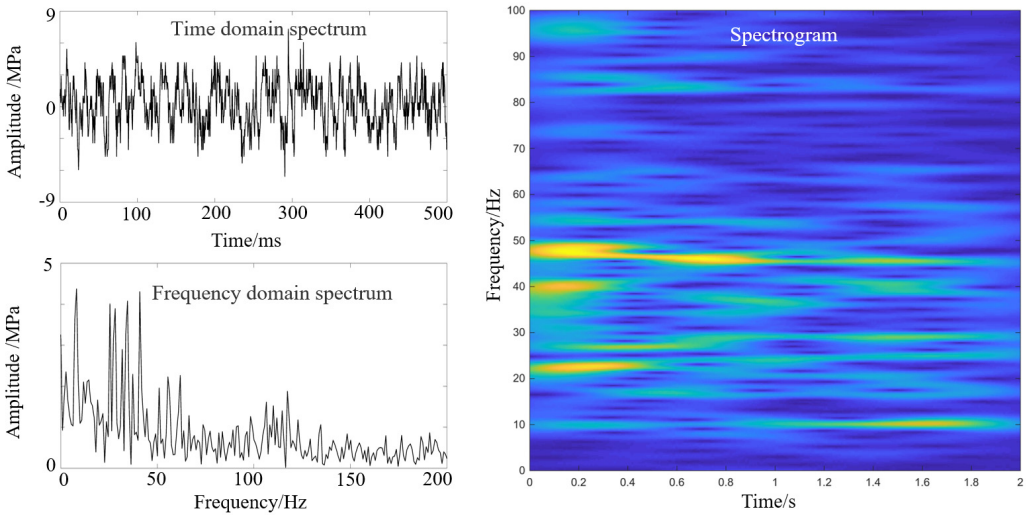 Time domain spectrum
9
0
-9
Amplitude /MPa
0 100 200 300 400 500
Time/ms
Frequency domain spectrum
5
0
Amplitude /MPa
0 50 100 150 200
Frequency/Hz
Spectrogram
100
90
80
70
60
50
40
30
20
10
0
Frequency/Hz
0 0.2 0.4 0.6 0.8 1 1.2 1.4 1.6 1.8 2
Time/s